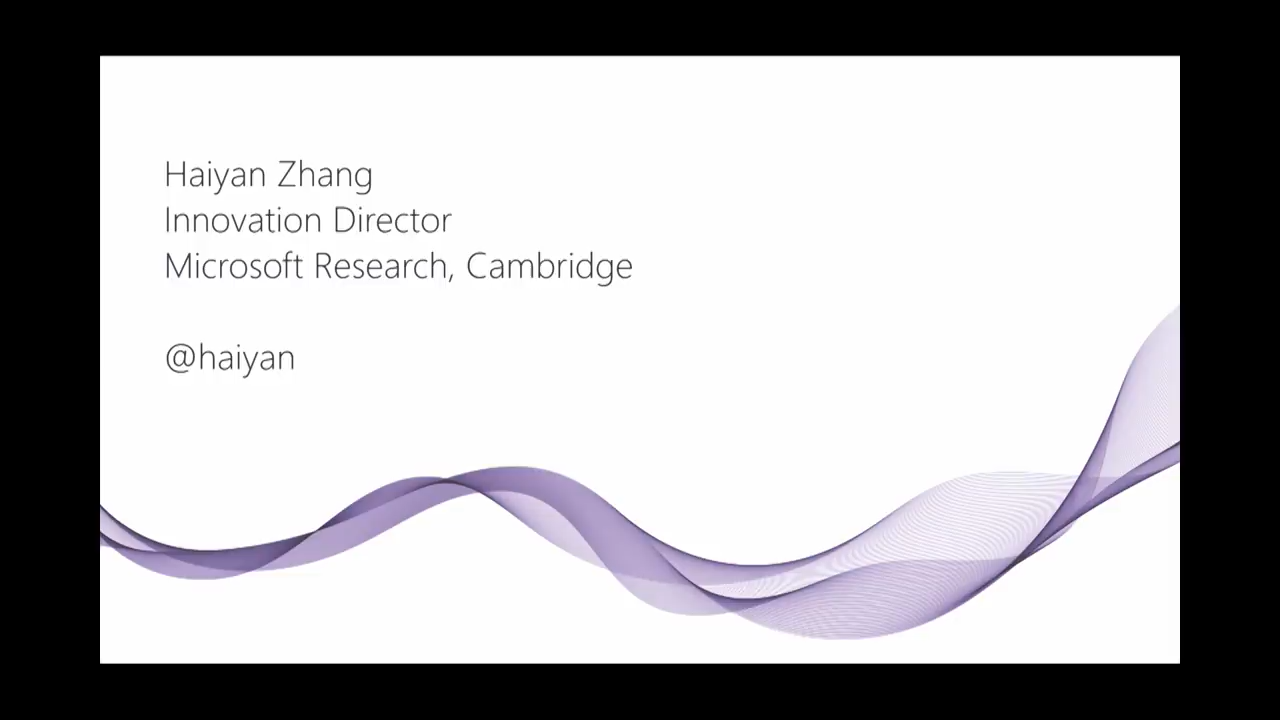 Haiyan Zhang
Innovation Director
Microsoft Research, Cambridge
@haiyan